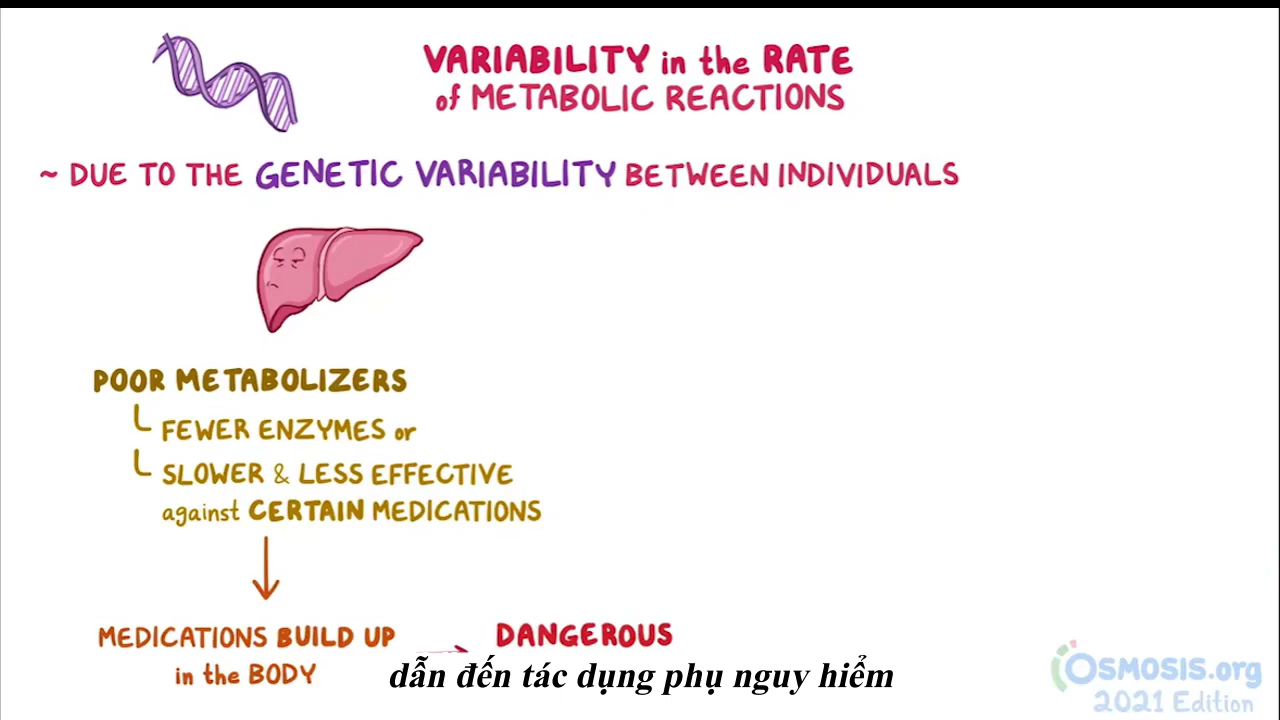 VARIABILITY in the RATE
of METABOLIC REACTIONS
~ DUE TO THE GENETIC VARIABILITY BETWEEN INDIVIDUALS
POOR METABOLIZERS
FEWER ENZYMES or
SLOWER & LESS EFFECTIVE
against CERTAIN MEDICATIONS
MEDICATIONS BUILD UP
in the BODY
DANGEROUS
dẫn đến tác dụng phụ nguy hiểm
OSMOSIS.org
2021 Edition